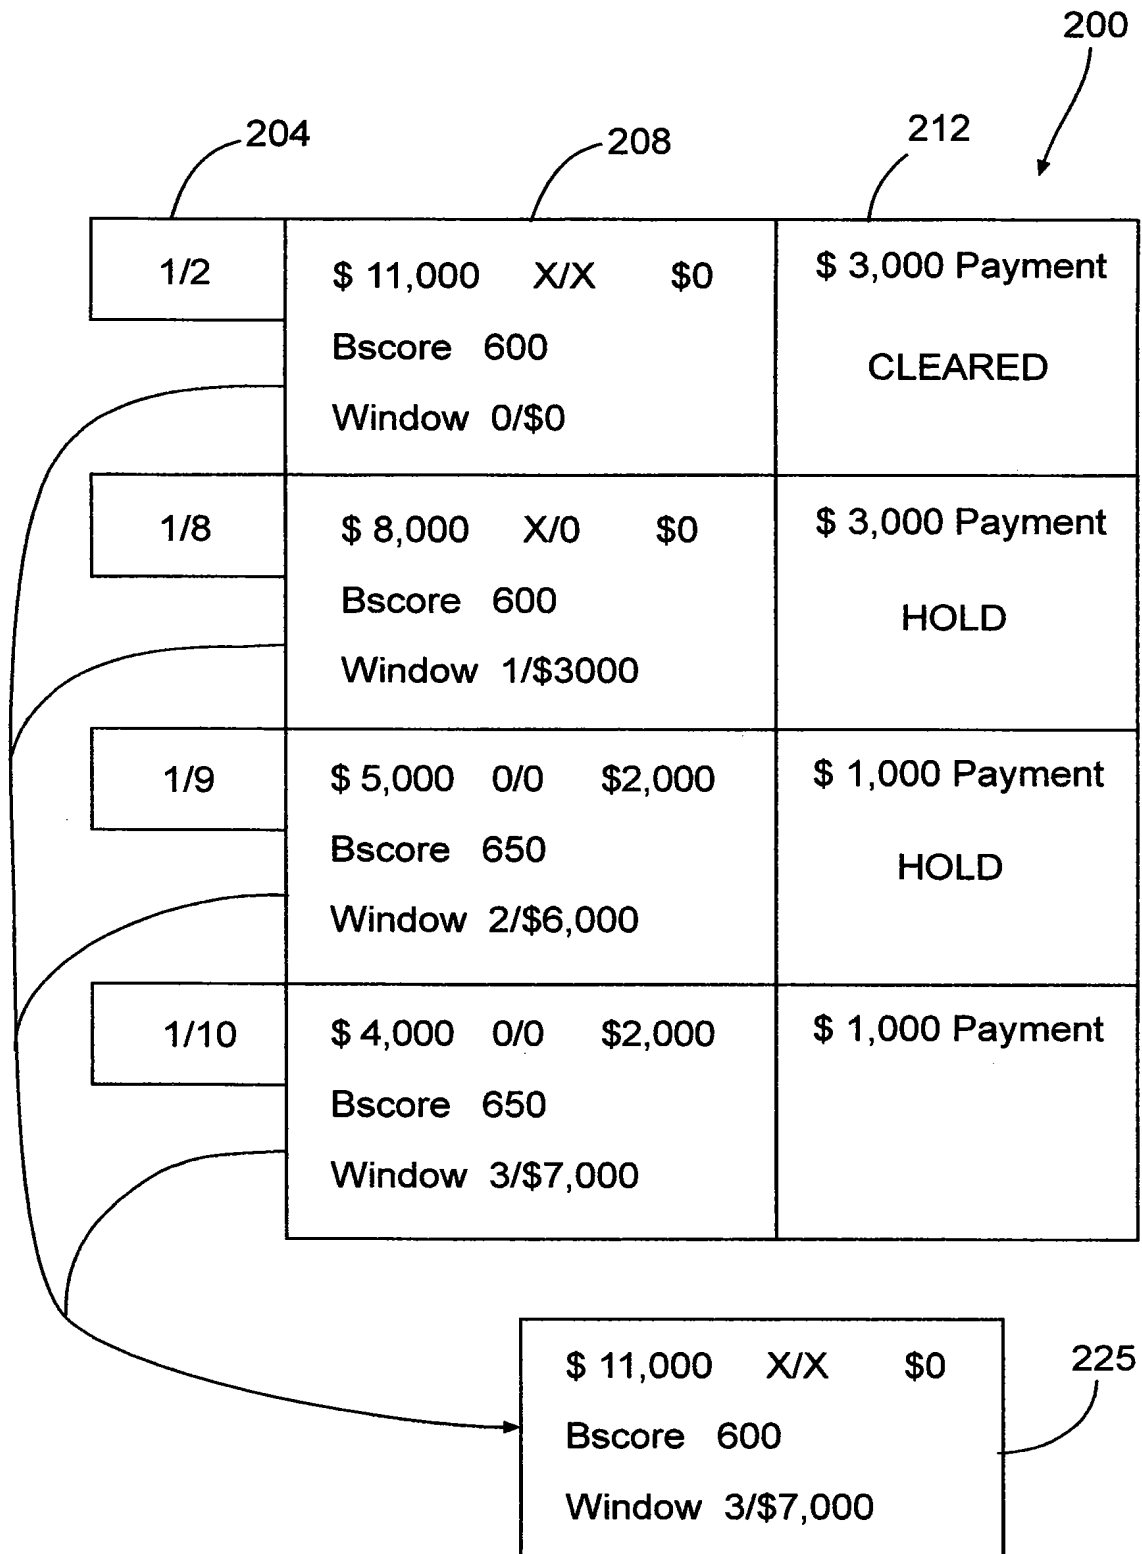 200
204
208
212
1/2
$ 11,000 X/X $0
$ 3,000 Payment
Bscore 600
CLEARED
Window 0/$0
1/8
$ 8,000 X/0 $0
$ 3,000 Payment
Bscore 600
HOLD
Window 1/$3000
1/9
$ 5,000 0/0 $2,000
$ 1,000 Payment
Bscore 650
HOLD
Window 2/$6,000
1/10
$ 4,000 0/0 $2,000
$ 1,000 Payment
Bscore 650
Window 3/$7,000
$ 11,000 X/X $0
225
Bscore 600
Window 3/$7,000